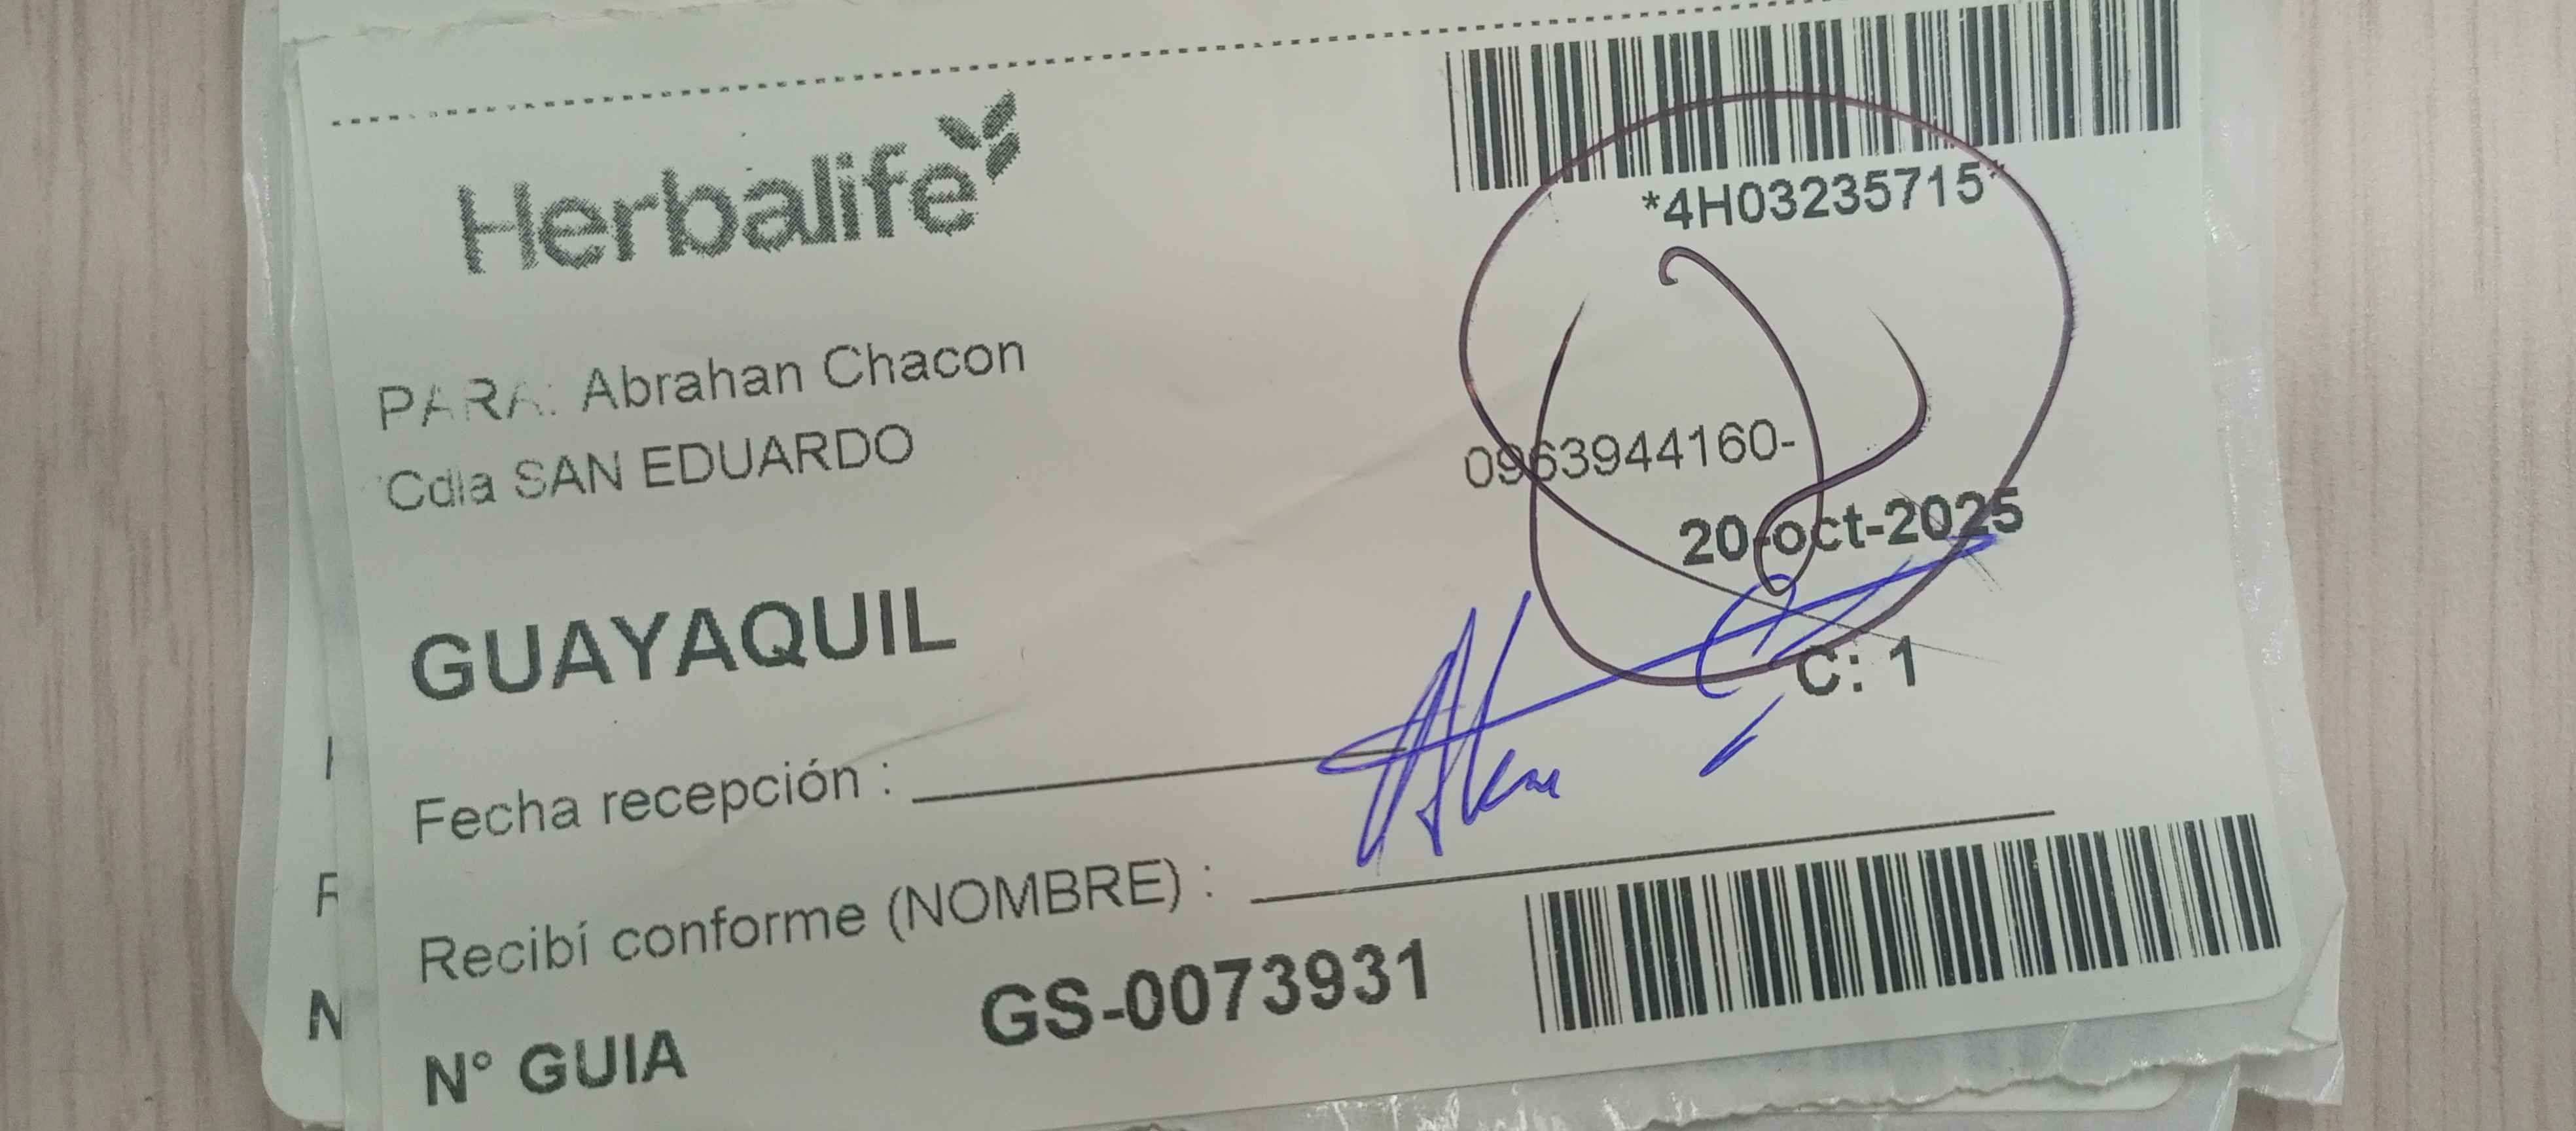 *4H03235715*
Herbalife
PARA: Abrahan Chacon
Cdla SAN EDUARDO
0963944160-
20-oct-2025
GUAYAQUIL
C: 1
Fecha recepción :
Recibí conforme (NOMBRE) :
N° GUIA GS-0073931